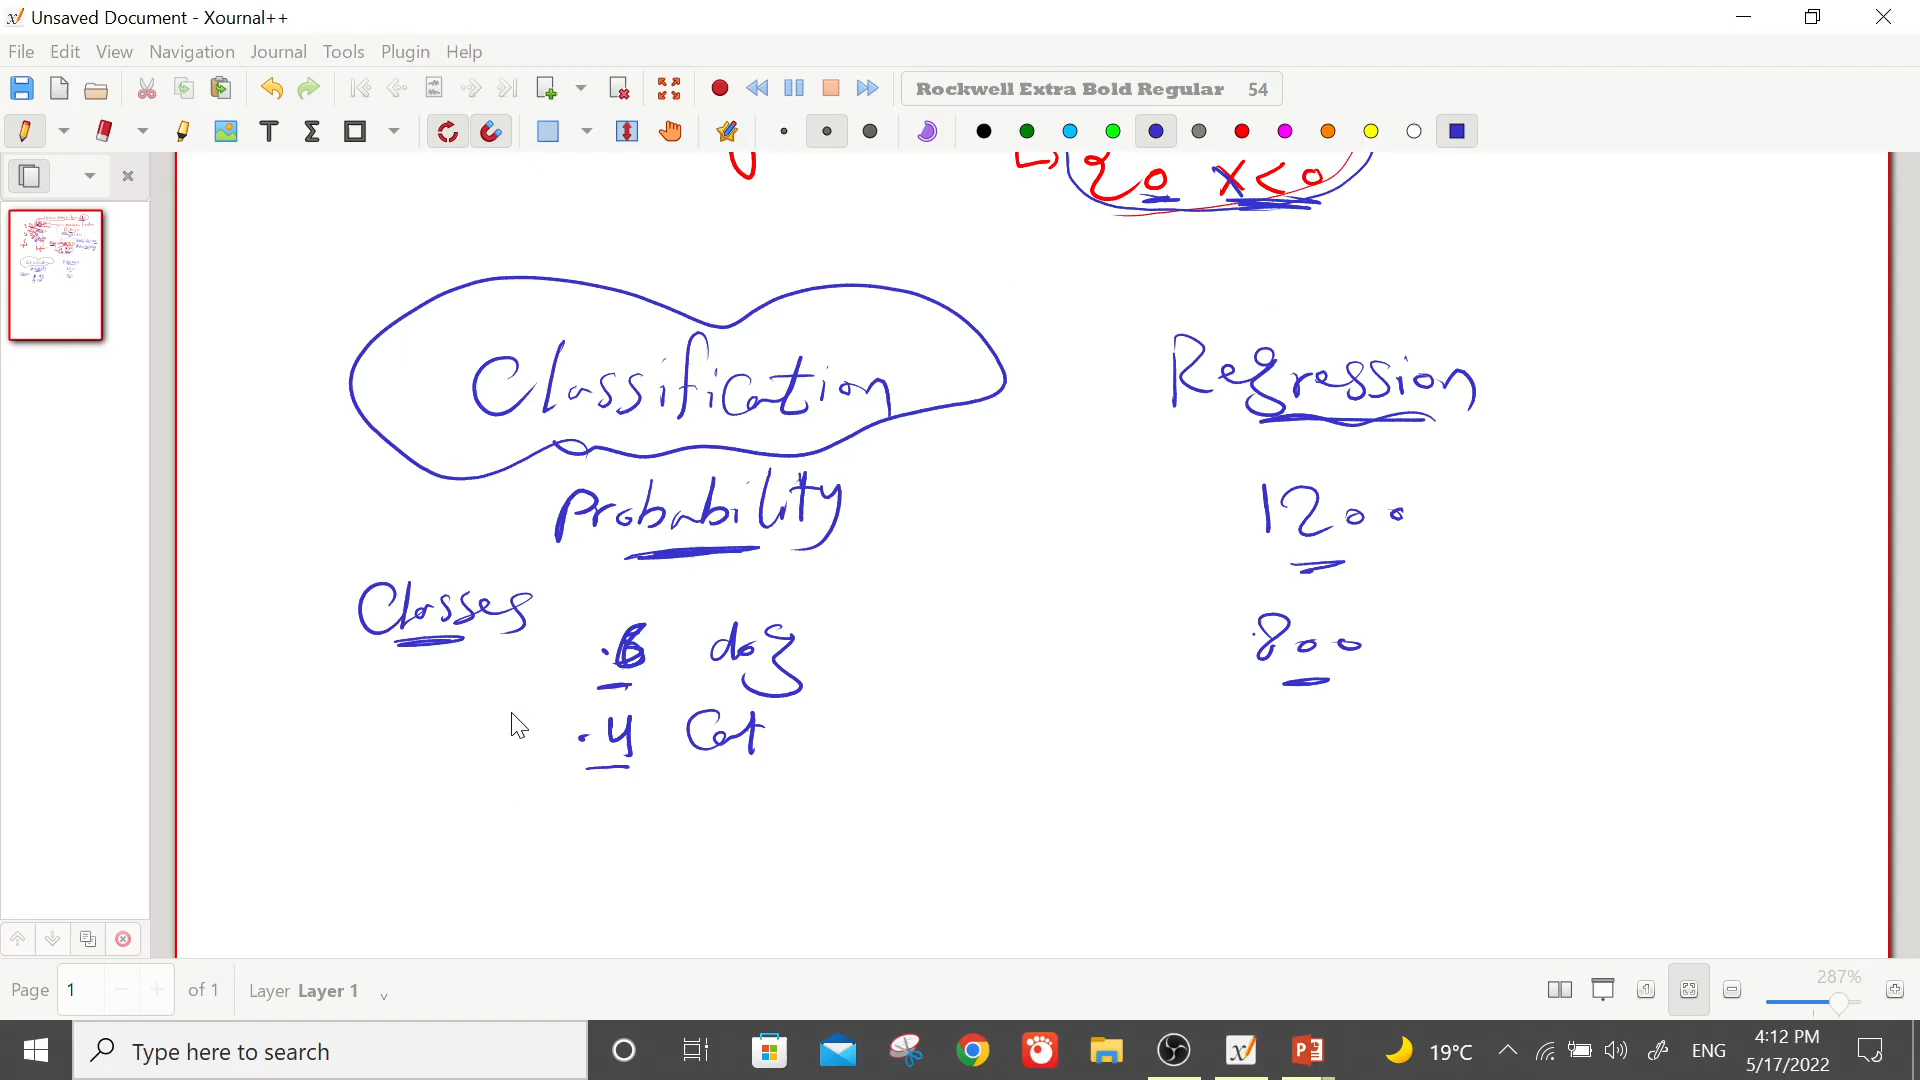 Unsaved Document - Xournal++
File Edit View Navigation Journal Tools Plugin Help
Rockwell Extra Bold Regular 54
0 x<0
Classification
Regression
Probability
1200
Classes
.6 dog
800
.4 Cat
Page 1 of 1 Layer Layer 1
287%
Type here to search
19°C
ENG
4:12 PM
5/17/2022